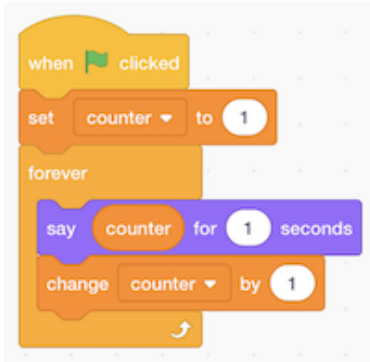 when clicked
set counter to 1
forever
say counter for 1 seconds
change counter by 1